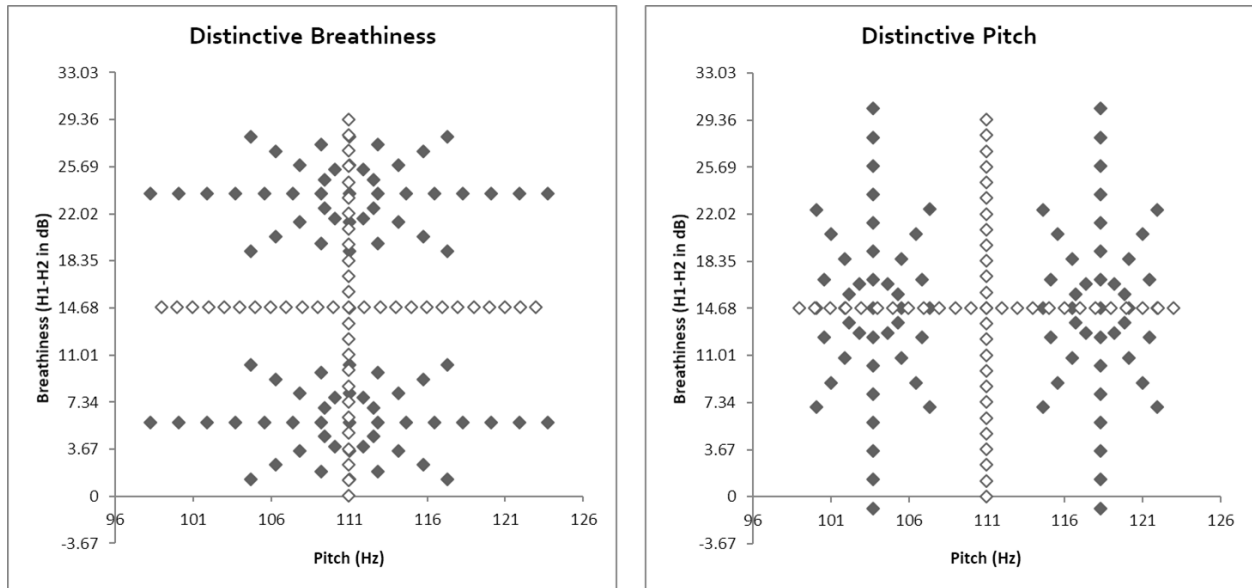 Distinctive Breathiness
33.03
29.36
25.69
22.02
18.35
14.68
11.01
7.34
3.67
0
-3.67
96 101 106 111 116 121 126
Breathiness (H1-H2 in dB)
Pitch (Hz)
Distinctive Pitch
33.03
29.36
25.69
22.02
18.35
14.68
11.01
7.34
3.67
0
-3.67
96 101 106 111 116 121 126
Breathiness (H1-H2 in dB)
Pitch (Hz)